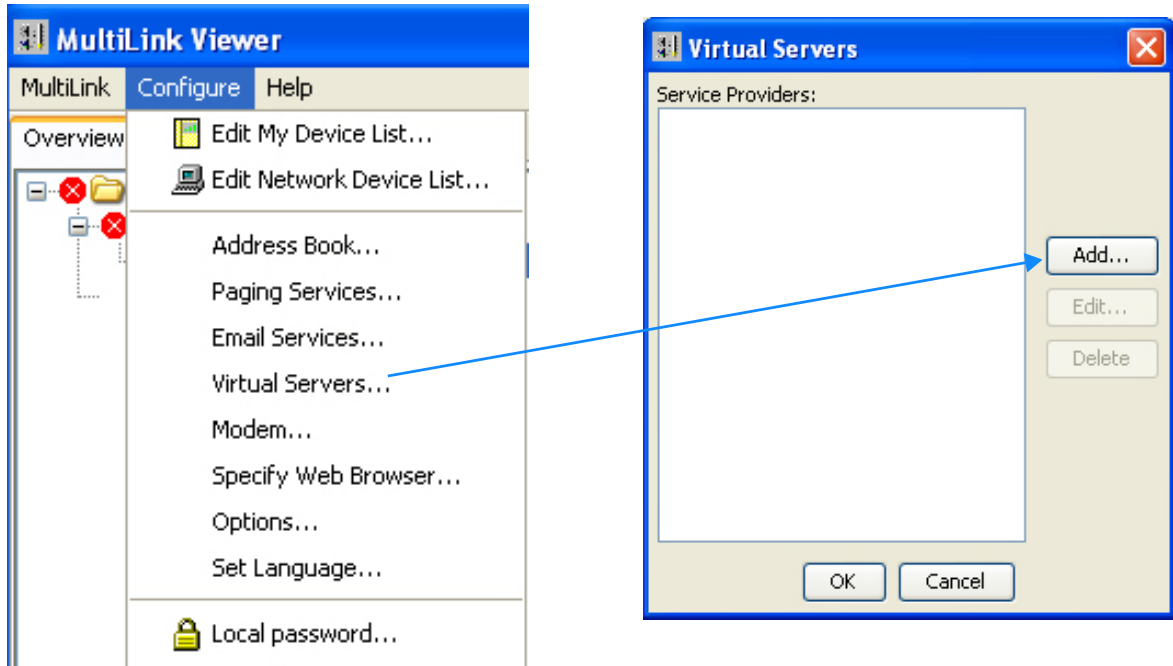 MultiLink Viewer
MultiLink Configure Help
Overview
Edit My Device List...
Edit Network Device List...
Address Book...
Paging Services...
Email Services...
Virtual Servers...
Modem...
Specify Web Browser...
Options...
Set Language...
Local password...
Virtual Servers
Service Providers:
Add...
Edit...
Delete
OK Cancel